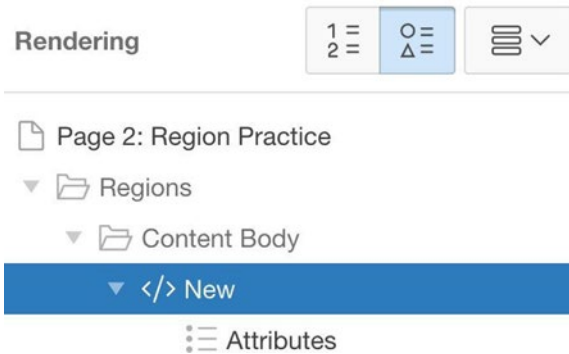 Rendering
1 =
2 =
Page 2: Region Practice
Regions
Content Body
</> New
Attributes